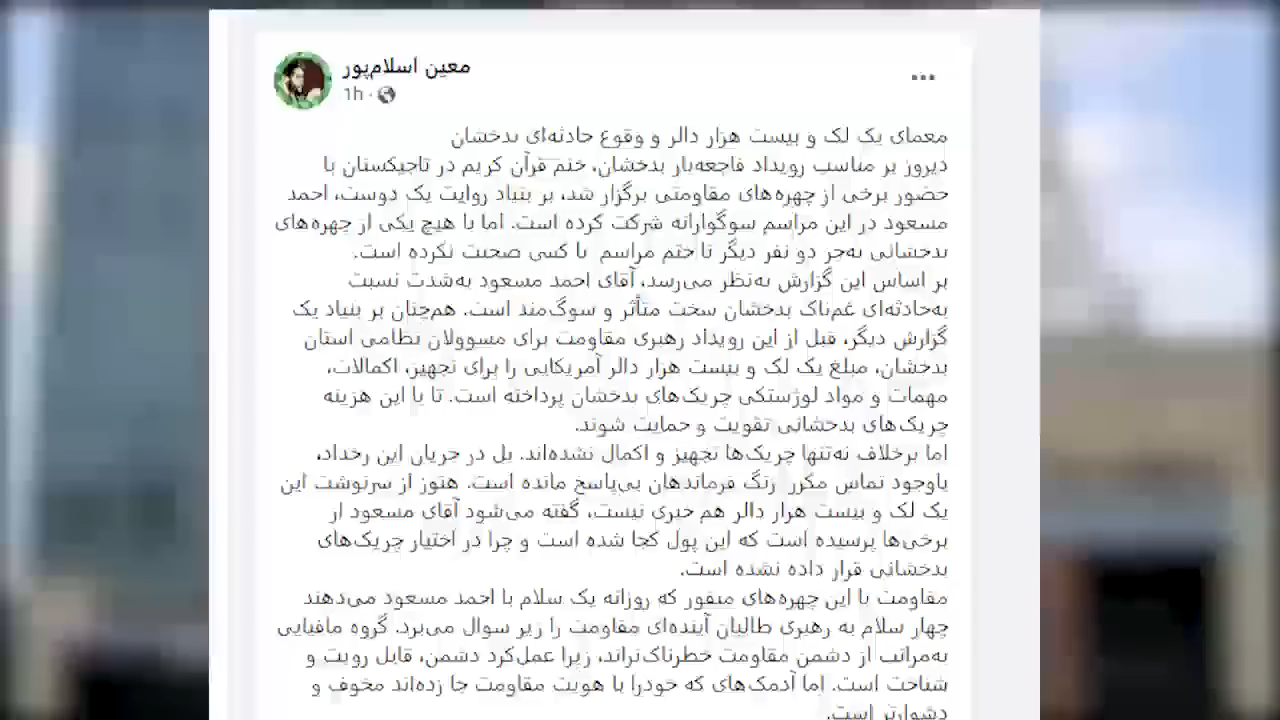 معین اسلام‌پور
1h ·
معمای یک لک و بیست هزار دالر و وقوع حادثه‌ای بدخشان
دیروز بر مناسب رویداد فاجعه‌بار بدخشان، ختم قرآن کریم در تاجیکستان با
حضور برخی از چهره‌های مقاومتی برگزار شد، بر بنیاد روایت یک دوست، احمد
مسعود در این مراسم سوگوارانه شرکت کرده است. اما با هیچ یکی از چهره‌های
بدخشانی به‌جر دو نفر دیگر تا ختم مراسم با کسی صحبت نکرده است.
بر اساس این گزارش به‌نظر می‌رسد، آقای احمد مسعود به‌شدت نسبت
به‌حادثه‌ای غم‌ناک بدخشان سخت متأثر و سوگ‌مند است. هم‌چنان بر بنیاد یک
گزارش دیگر، قبل از این رویداد رهبری مقاومت برای مسوولان نظامی استان
بدخشان، مبلغ یک لک و بیست هزار دالر آمریکایی را برای تجهیز، اکمالات،
مهمات و مواد لوژستکی چریک‌های بدخشان پرداخته است. تا با این هزینه
چریک‌های بدخشانی تقویت و حمایت شوند.
اما برخلاف نه‌تنها چریک‌ها تجهیز و اکمال نشده‌اند. بل در جریان این رخداد،
باوجود تماس مکرر زنگ فرماندهان بی‌پاسخ مانده است. هنوز از سرنوشت این
یک لک و بیست هزار دالر هم خبری نیست، گفته می‌شود آقای مسعود از
برخی‌ها پرسیده است که این پول کجا شده است و چرا در اختیار چریک‌های
بدخشانی قرار داده نشده است.
مقاومت با این چهره‌های منفور که روزانه یک سلام با احمد مسعود می‌دهند
چهار سلام به رهبری طالبان آینده‌ای مقاومت را زیر سوال می‌برد. گروه مافیایی
به‌مراتب از دشمن مقاومت خطرناک‌تراند، زیرا عمل‌کرد دشمن، قابل رویت و
شناخت است. اما آدمک‌های که خودرا با هویت مقاومت جا زده‌اند مخوف و
دشوارتر است.